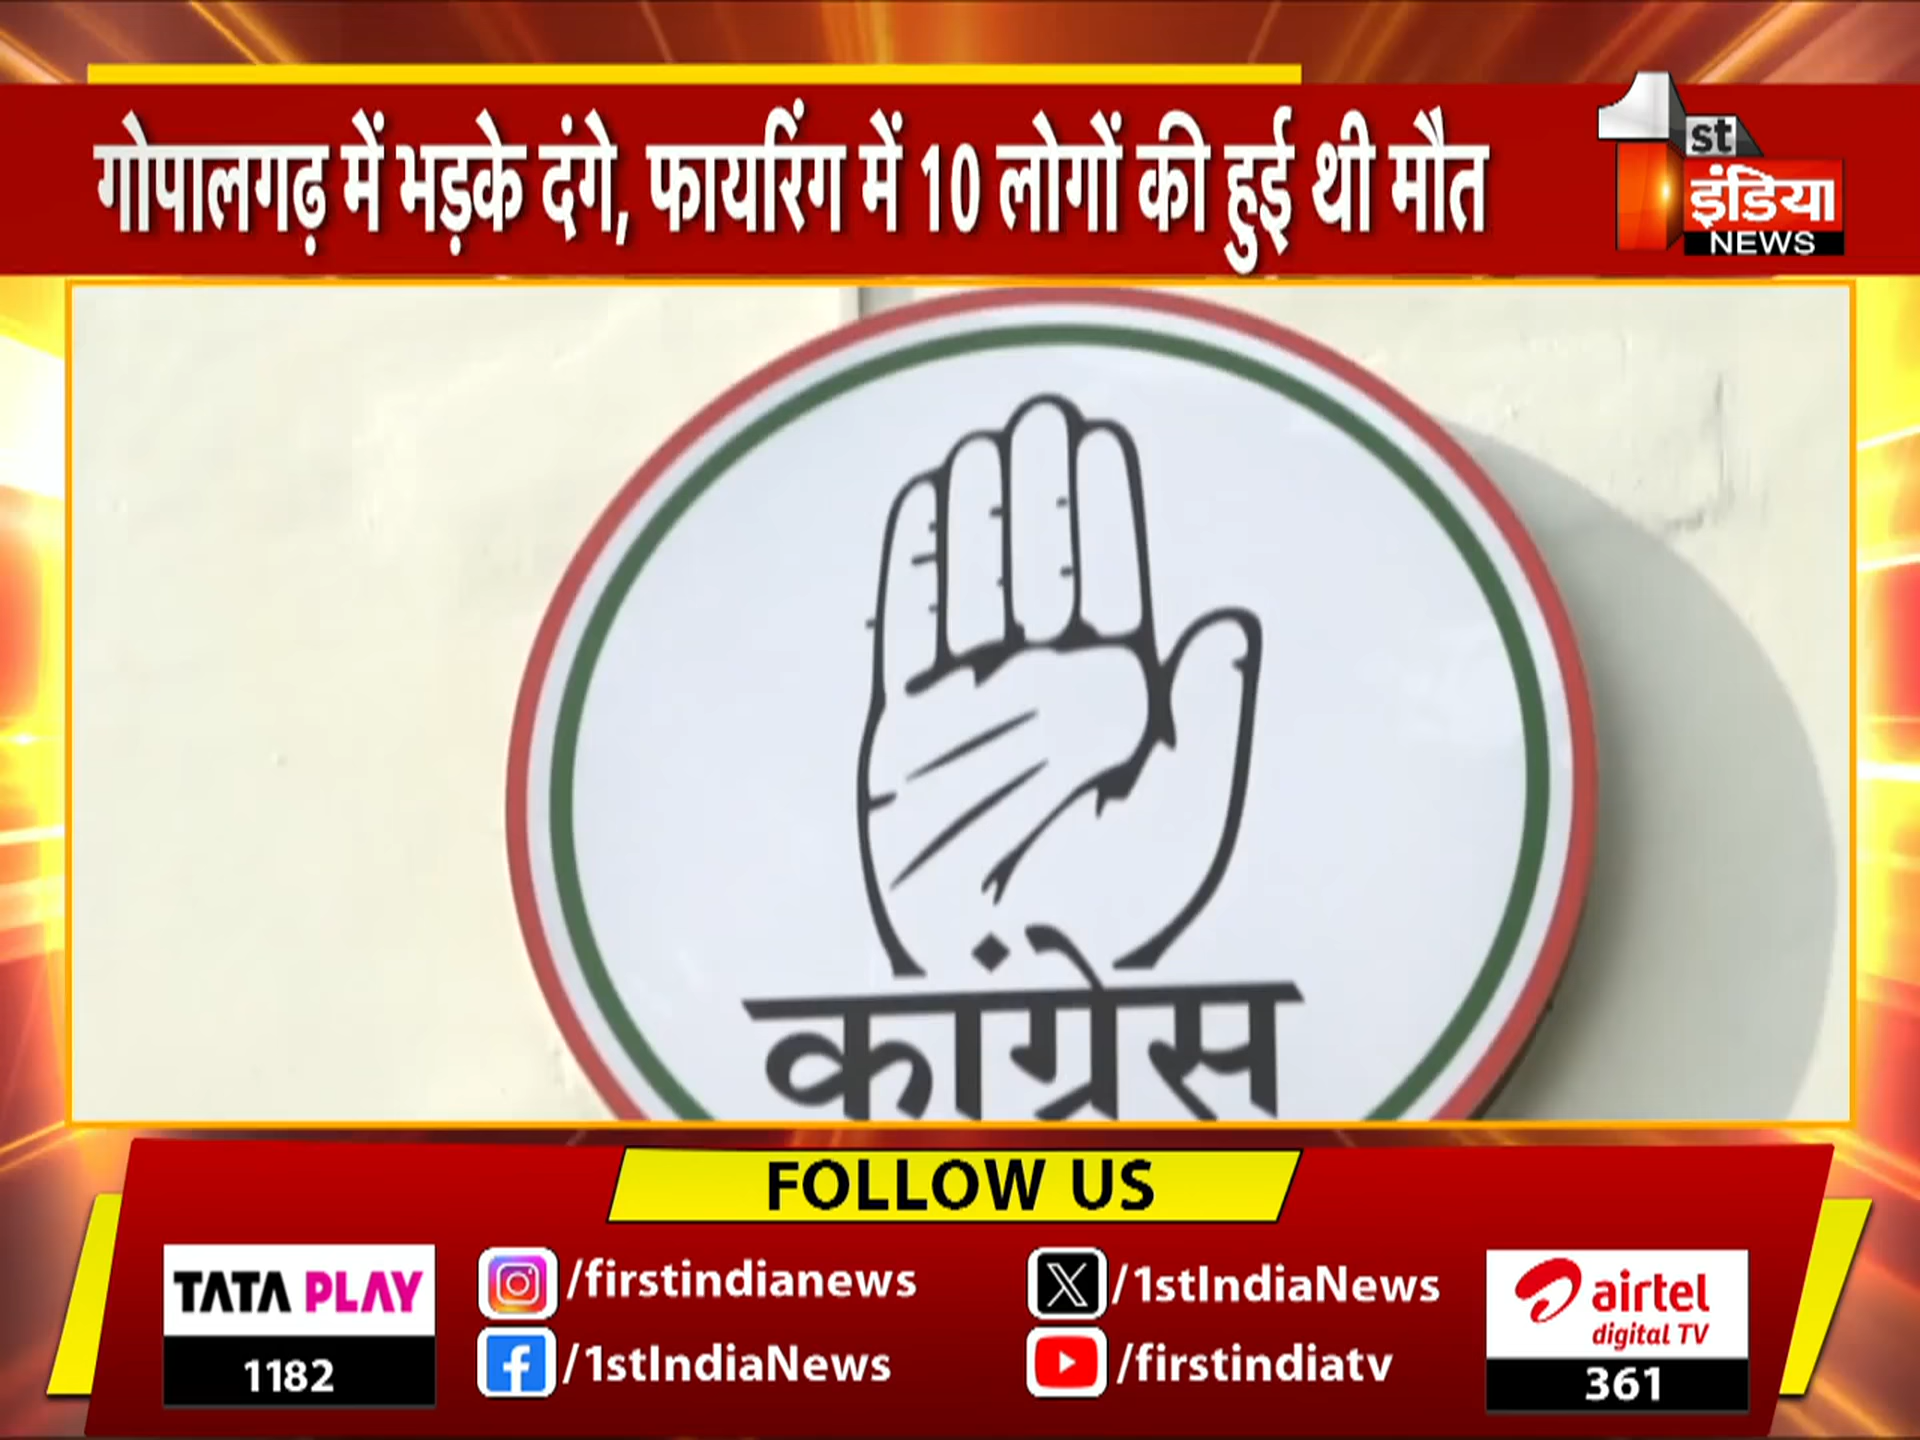 गोपालगढ़ में भड़के दंगे, फायरिंग में 10 लोगों की हुई थी मौत
1st
इंडिया
NEWS
कांग्रेस
FOLLOW US
TATA PLAY
1182
/firstindianews
/1stIndiaNews
/1stIndiaNews
/firstindiatv
airtel
digital TV
361